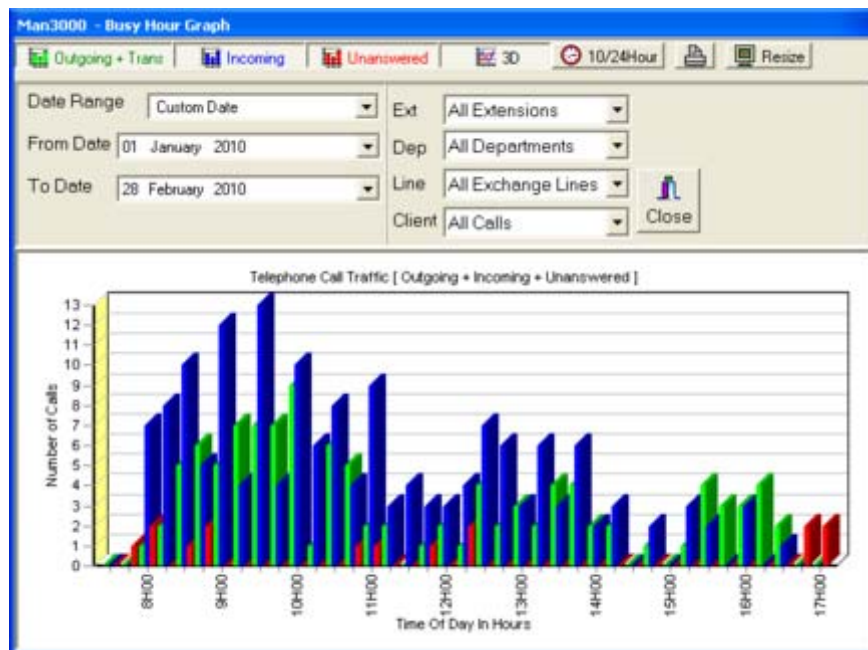 Man3000 - Busy Hour Graph
Outgoing + Trans Incoming Unanswered 3D 10/24Hour Resize
Date Range Custom Date
From Date 01 January 2010
To Date 28 February 2010
Ext All Extensions
Dep All Departments
Line All Exchange Lines
Client All Calls
Close
Telephone Call Traffic [ Outgoing + Incoming + Unanswered ]
Number of Calls
13
12
11
10
9
8
7
6
5
4
3
2
1
0
8H00 9H00 10H00 11H00 12H00 13H00 14H00 15H00 16H00 17H00
Time Of Day In Hours